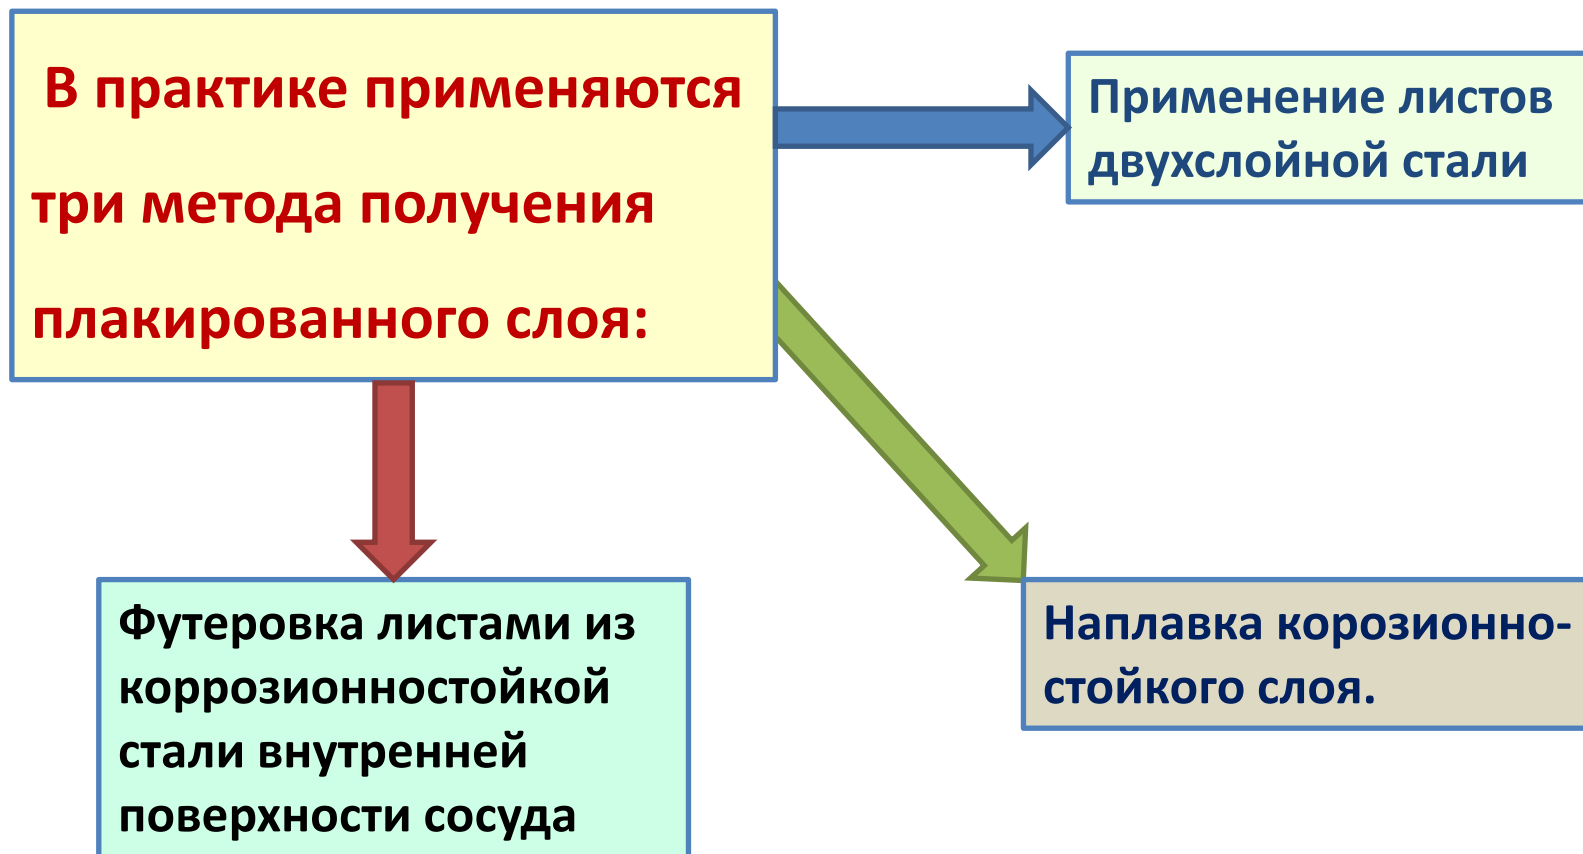 В практике применяются
три метода получения
плакированного слоя:
Применение листов
двухслойной стали
Футеровка листами из
коррозионностойкой
стали внутренней
поверхности сосуда
Наплавка корозионно-
стойкого слоя.